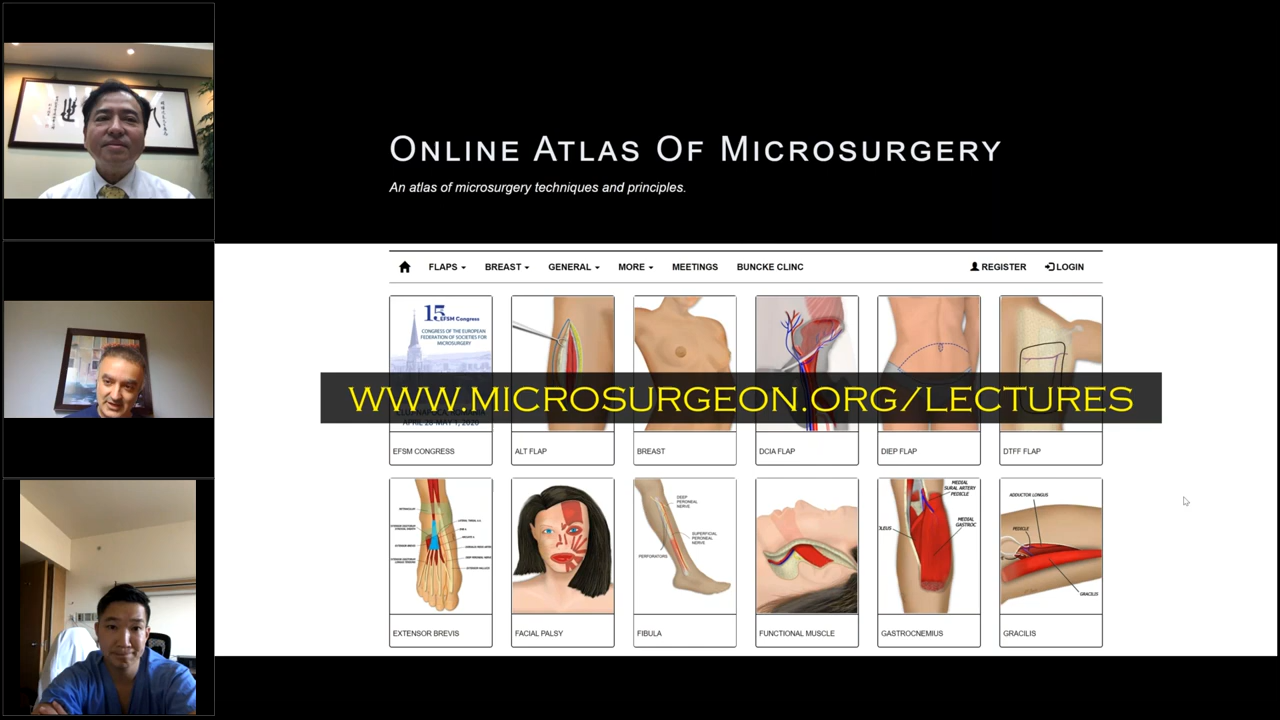 ONLINE ATLAS OF MICROSURGERY
An atlas of microsurgery techniques and principles.
FLAPS BREAST GENERAL MORE MEETINGS BUNCKE CLINC REGISTER LOGIN
15 EFSM Congress
CONGRESS OF THE EUROPEAN
FEDERATION OF SOCIETIES FOR
MICROSURGERY
WWW.MICROSURGEON.ORG/LECTURES
EFSM CONGRESS
ALT FLAP
BREAST
DCIA FLAP
DIEP FLAP
DTFF FLAP
DEEP
PERONEAL
NERVE
SUPERFICIAL
PERONEAL
NERVE
PERFORATORS
MEDIAL
SURAL ARTERY
PEDICLE
MEDIAL
GASTROC
ADDUCTOR LONGUS
PEDICLE
GRACILIS
EXTENSOR BREVIS
FACIAL PALSY
FIBULA
FUNCTIONAL MUSCLE
GASTROCNEMIUS
GRACILIS